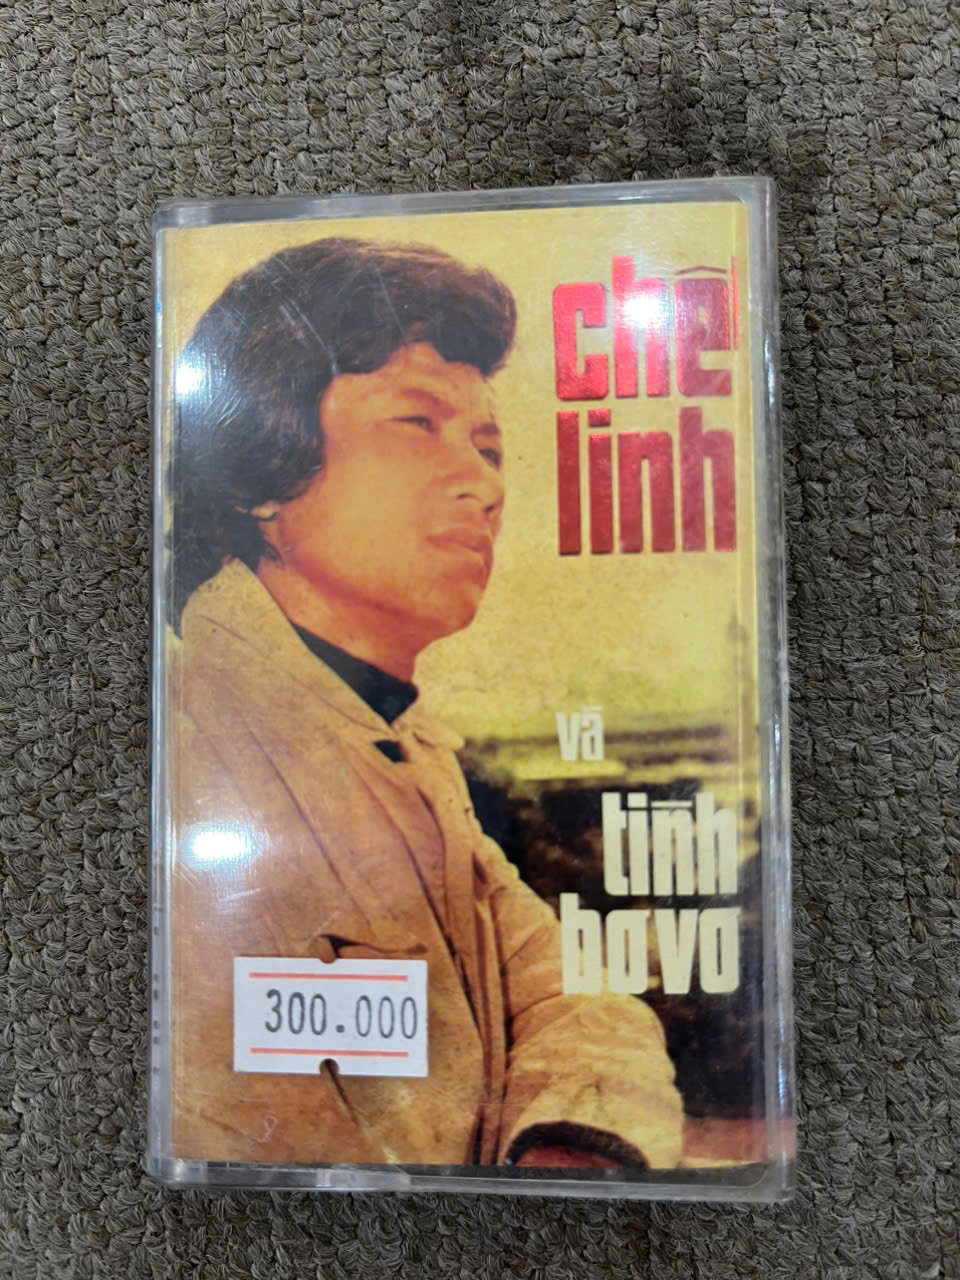 chế
linh
và
tình
bơ vơ
300.000